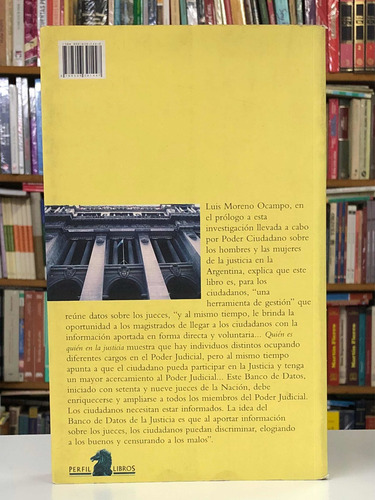 Luis Moreno Ocampo, en
el prólogo a esta
investigación llevada a cabo
por Poder Ciudadano sobre
los hombres y las mujeres
de la justicia en la
Argentina, explica que este
libro es, para los
ciudadanos, "una
herramienta de gestión" que
reúne datos sobre los jueces, "y al mismo tiempo, le brinda la
oportunidad a los magistrados de llegar a los ciudadanos con la
información aportada en forma directa y voluntaria... Quién es
quién en la justicia muestra que hay individuos distintos ocupando
diferentes cargos en el Poder Judicial, pero al mismo tiempo
apunta a que el ciudadano pueda participar en la Justicia y tenga
un mayor acercamiento al Poder Judicial... Este Banco de Datos,
iniciado con setenta y nueve jueces de la Nación, debe
enriquecerse y ampliarse a todos los miembros del Poder Judicial.
Los ciudadanos necesitan estar informados. La idea del
Banco de Datos de la Justicia es que al aportar información
sobre los jueces, los ciudadanos puedan discriminar, elogiando
a los buenos y censurando a los malos".
PERFIL LIBROS